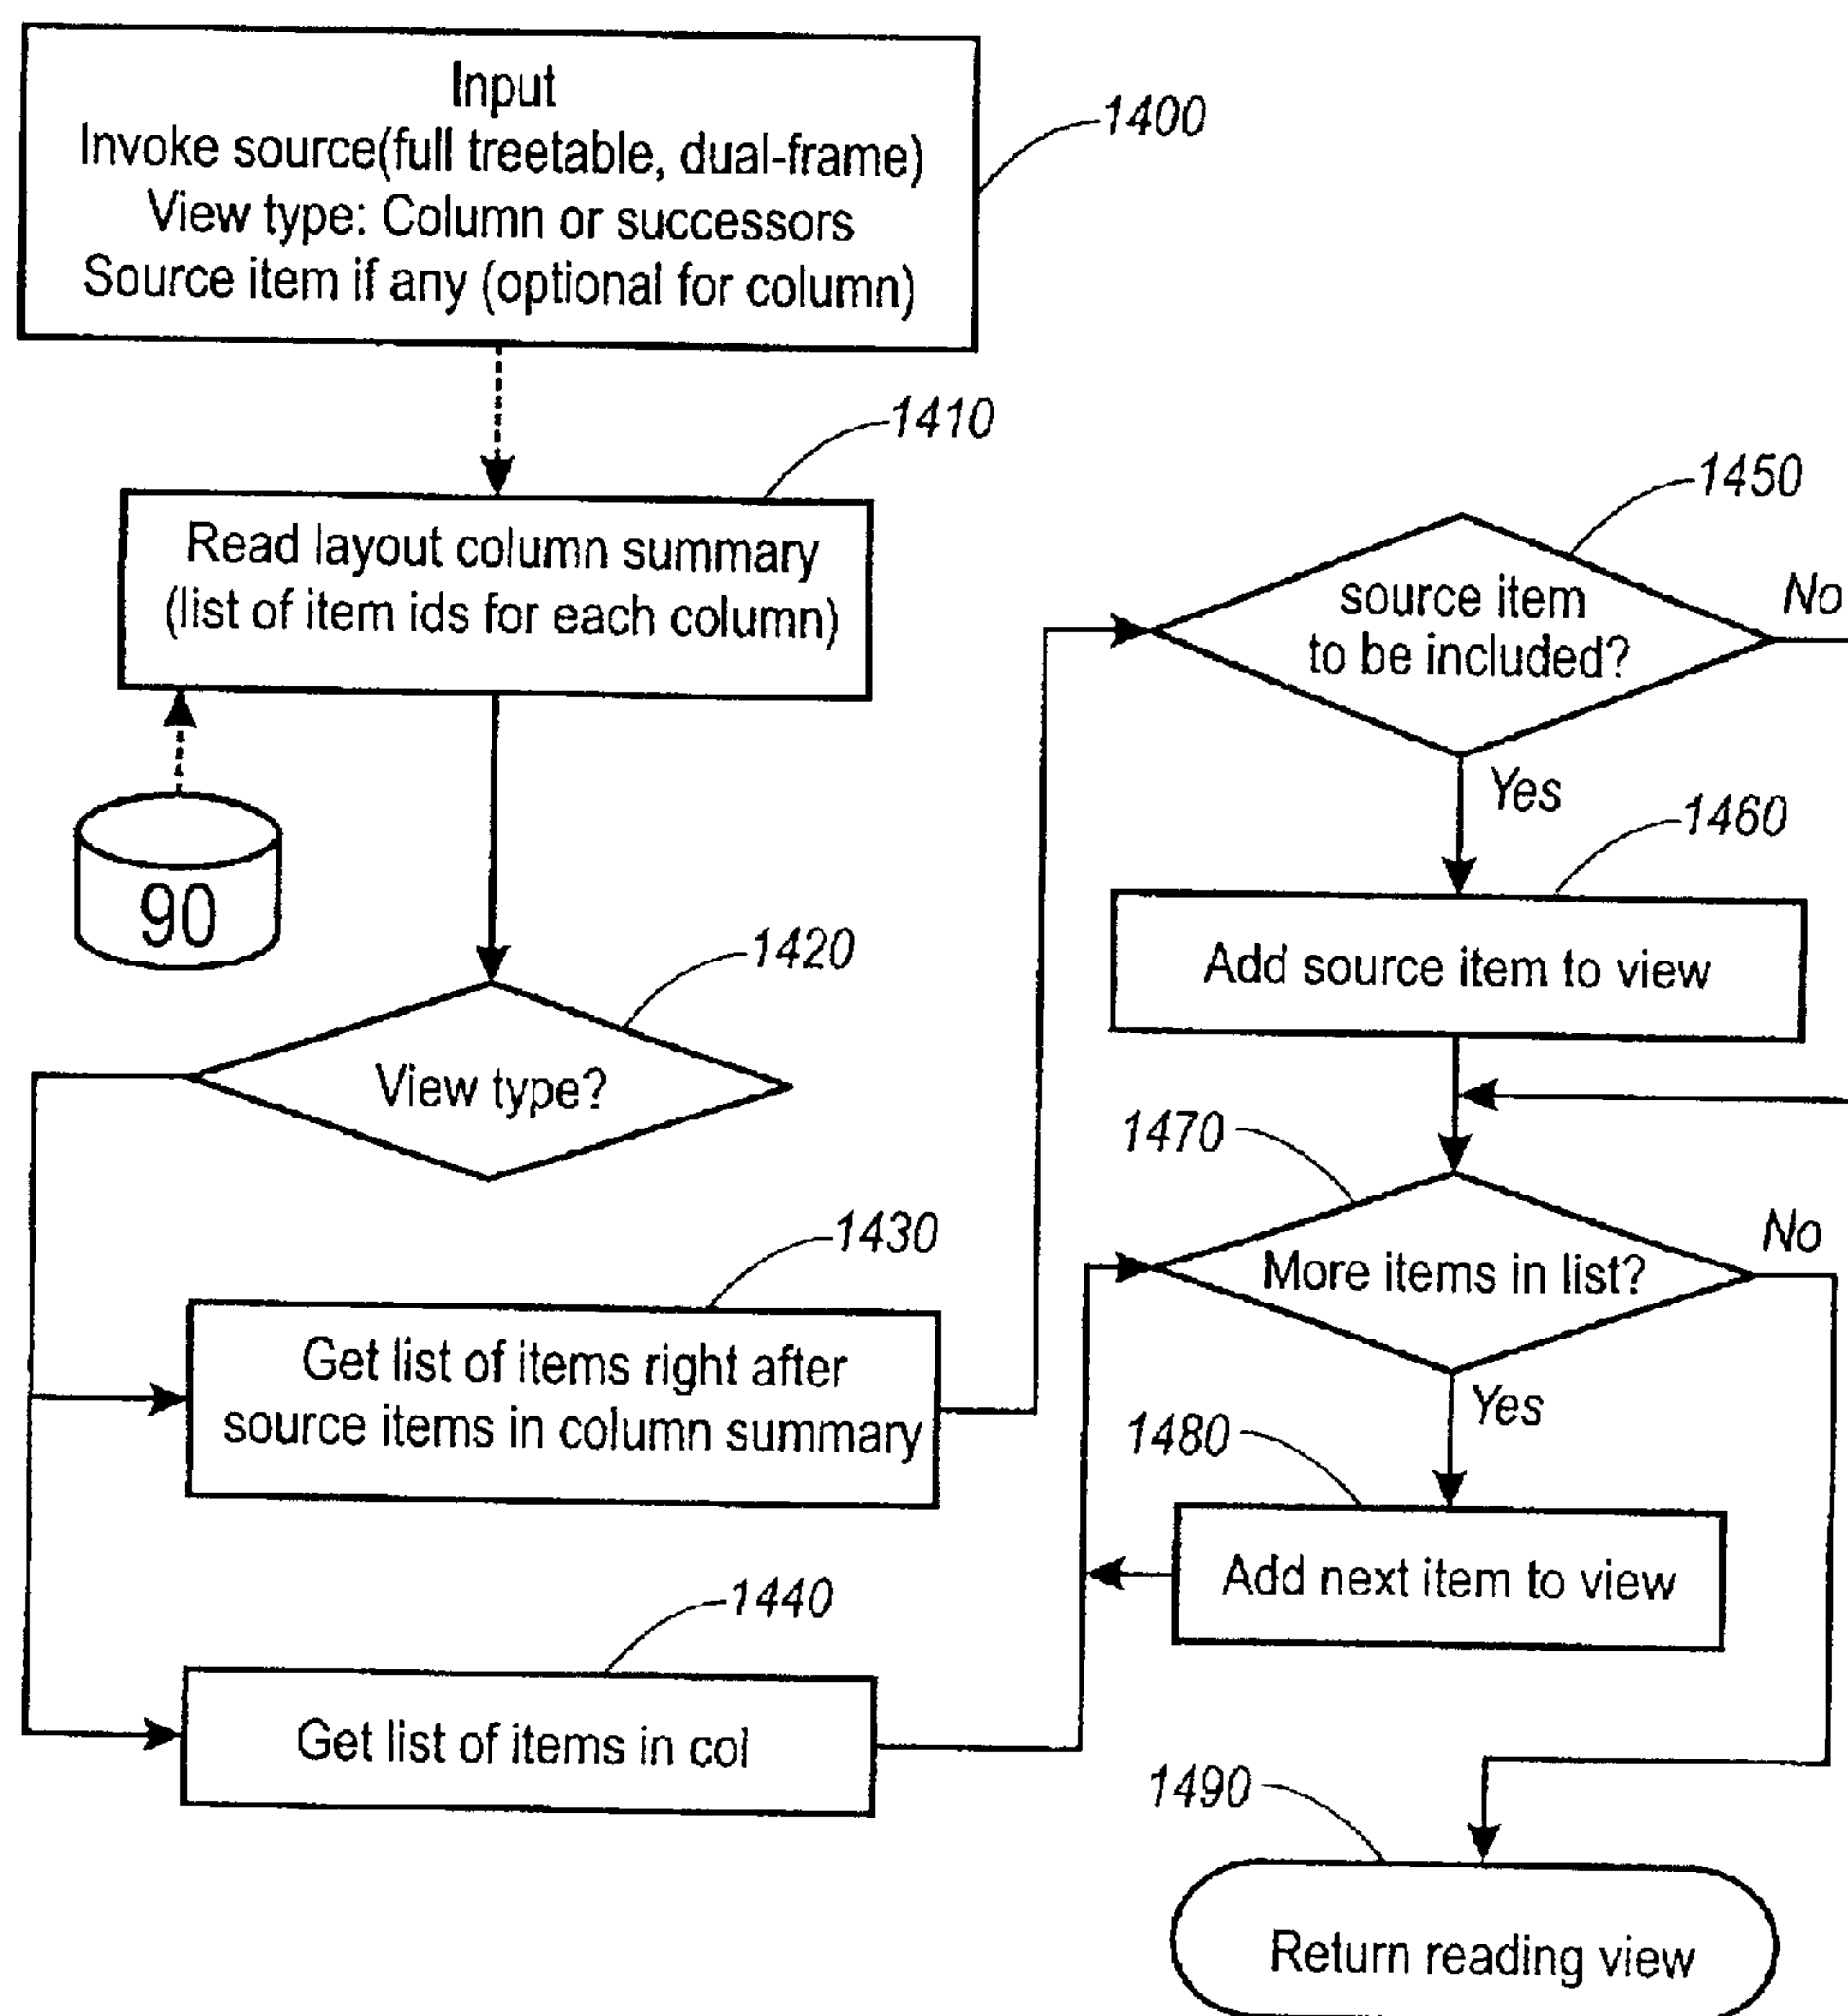 Input
Invoke source(full treetable, dual-frame)
View type: Column or successors
Source item if any (optional for column)
1400
1410
Read layout column summary
(list of item ids for each column)
90
1420
View type?
1430
Get list of items right after
source items in column summary
1440
Get list of items in col
1450
source item
to be included?
No
Yes
1460
Add source item to view
1470
More items in list?
No
Yes
1480
Add next item to view
1490
Return reading view